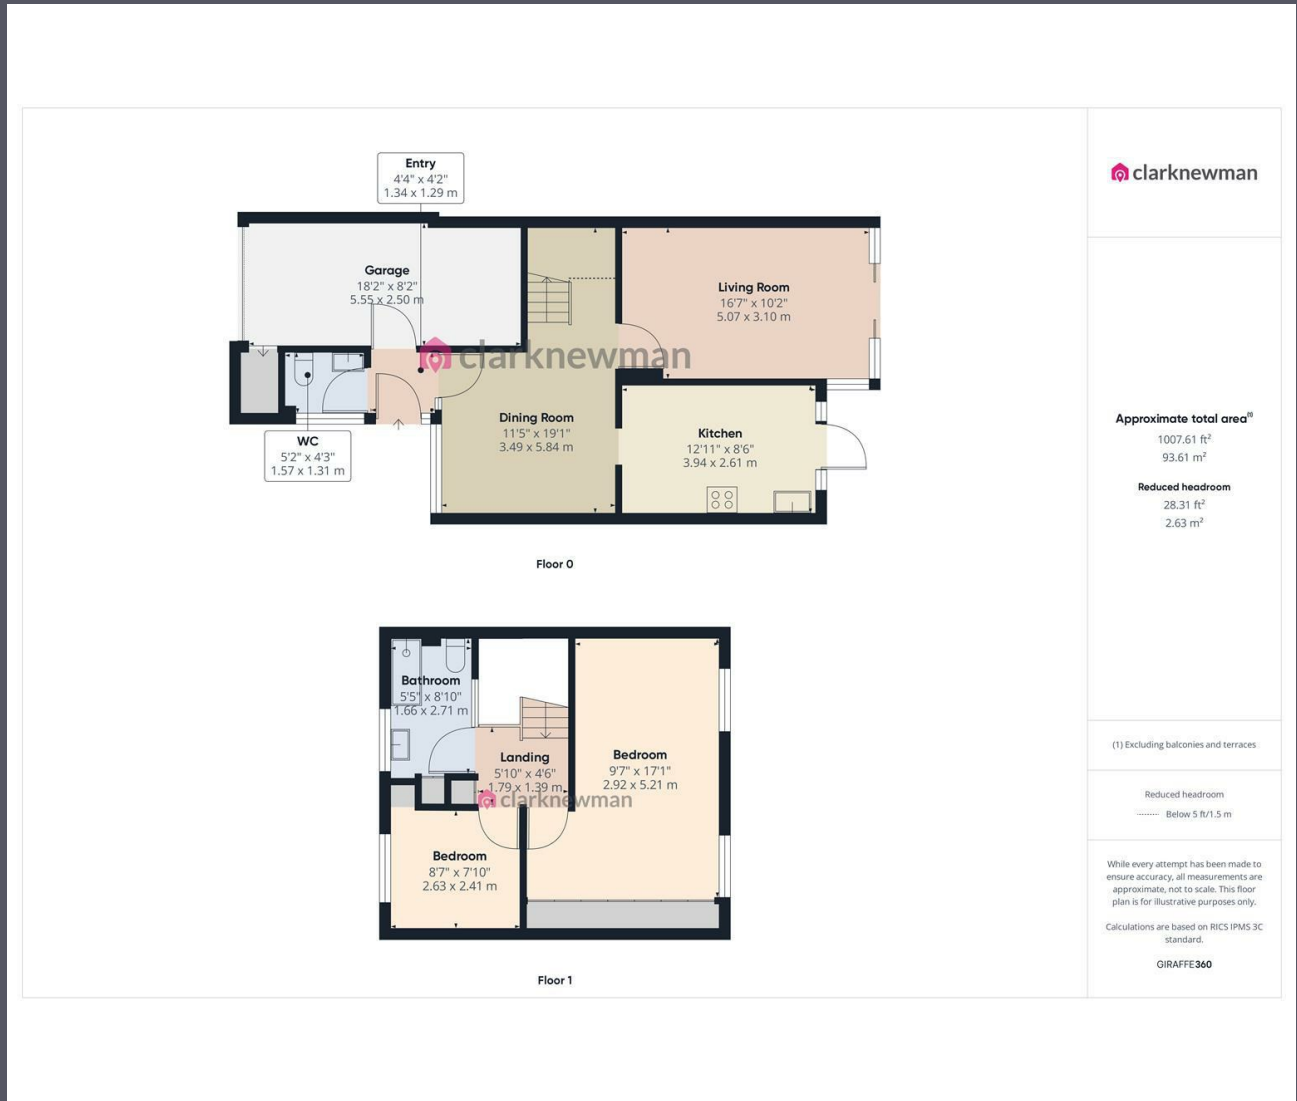 Entry
4'4" x 4'2"
1.34 x 1.29 m
Garage
18'2" x 8'2"
5.55 x 2.50 m
Living Room
16'7" x 10'2"
5.07 x 3.10 m
clarknewman
Dining Room
11'5" x 19'1"
3.49 x 5.84 m
Kitchen
12'11" x 8'6"
3.94 x 2.61 m
WC
5'2" x 4'3"
1.57 x 1.31 m
Floor 0
Bathroom
5'5" x 8'10"
1.66 x 2.71 m
Landing
5'10" x 4'6"
1.79 x 1.39 m
Bedroom
9'7" x 17'1"
2.92 x 5.21 m
clarknewman
Bedroom
8'7" x 7'10"
2.63 x 2.41 m
Floor 1
clarknewman
Approximate total area(1)
1007.61 ft²
93.61 m²
Reduced headroom
28.31 ft²
2.63 m²
(1) Excluding balconies and terraces
Reduced headroom
Below 5 ft/1.5 m
While every attempt has been made to
ensure accuracy, all measurements are
approximate, not to scale. This floor
plan is for illustrative purposes only.
Calculations are based on RICS IPMS 3C
standard.
GIRAFFE360